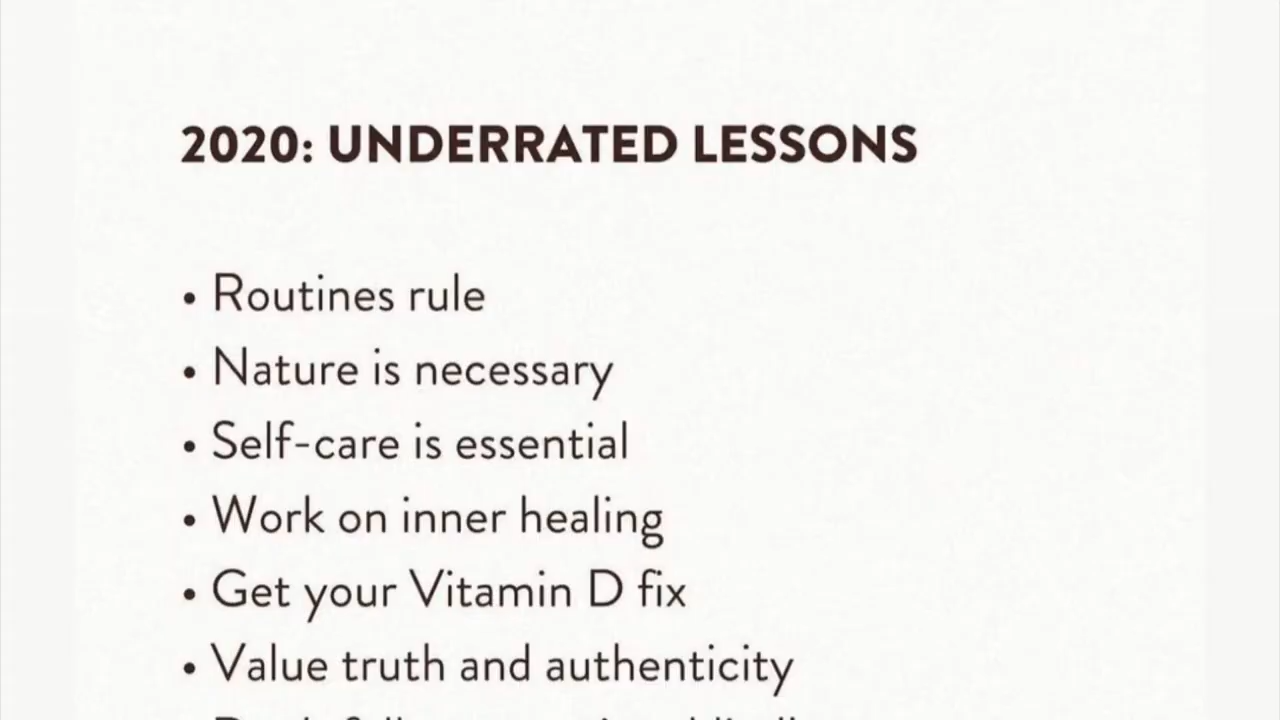 2020: UNDERRATED LESSONS
• Routines rule
• Nature is necessary
• Self-care is essential
• Work on inner healing
• Get your Vitamin D fix
• Value truth and authenticity